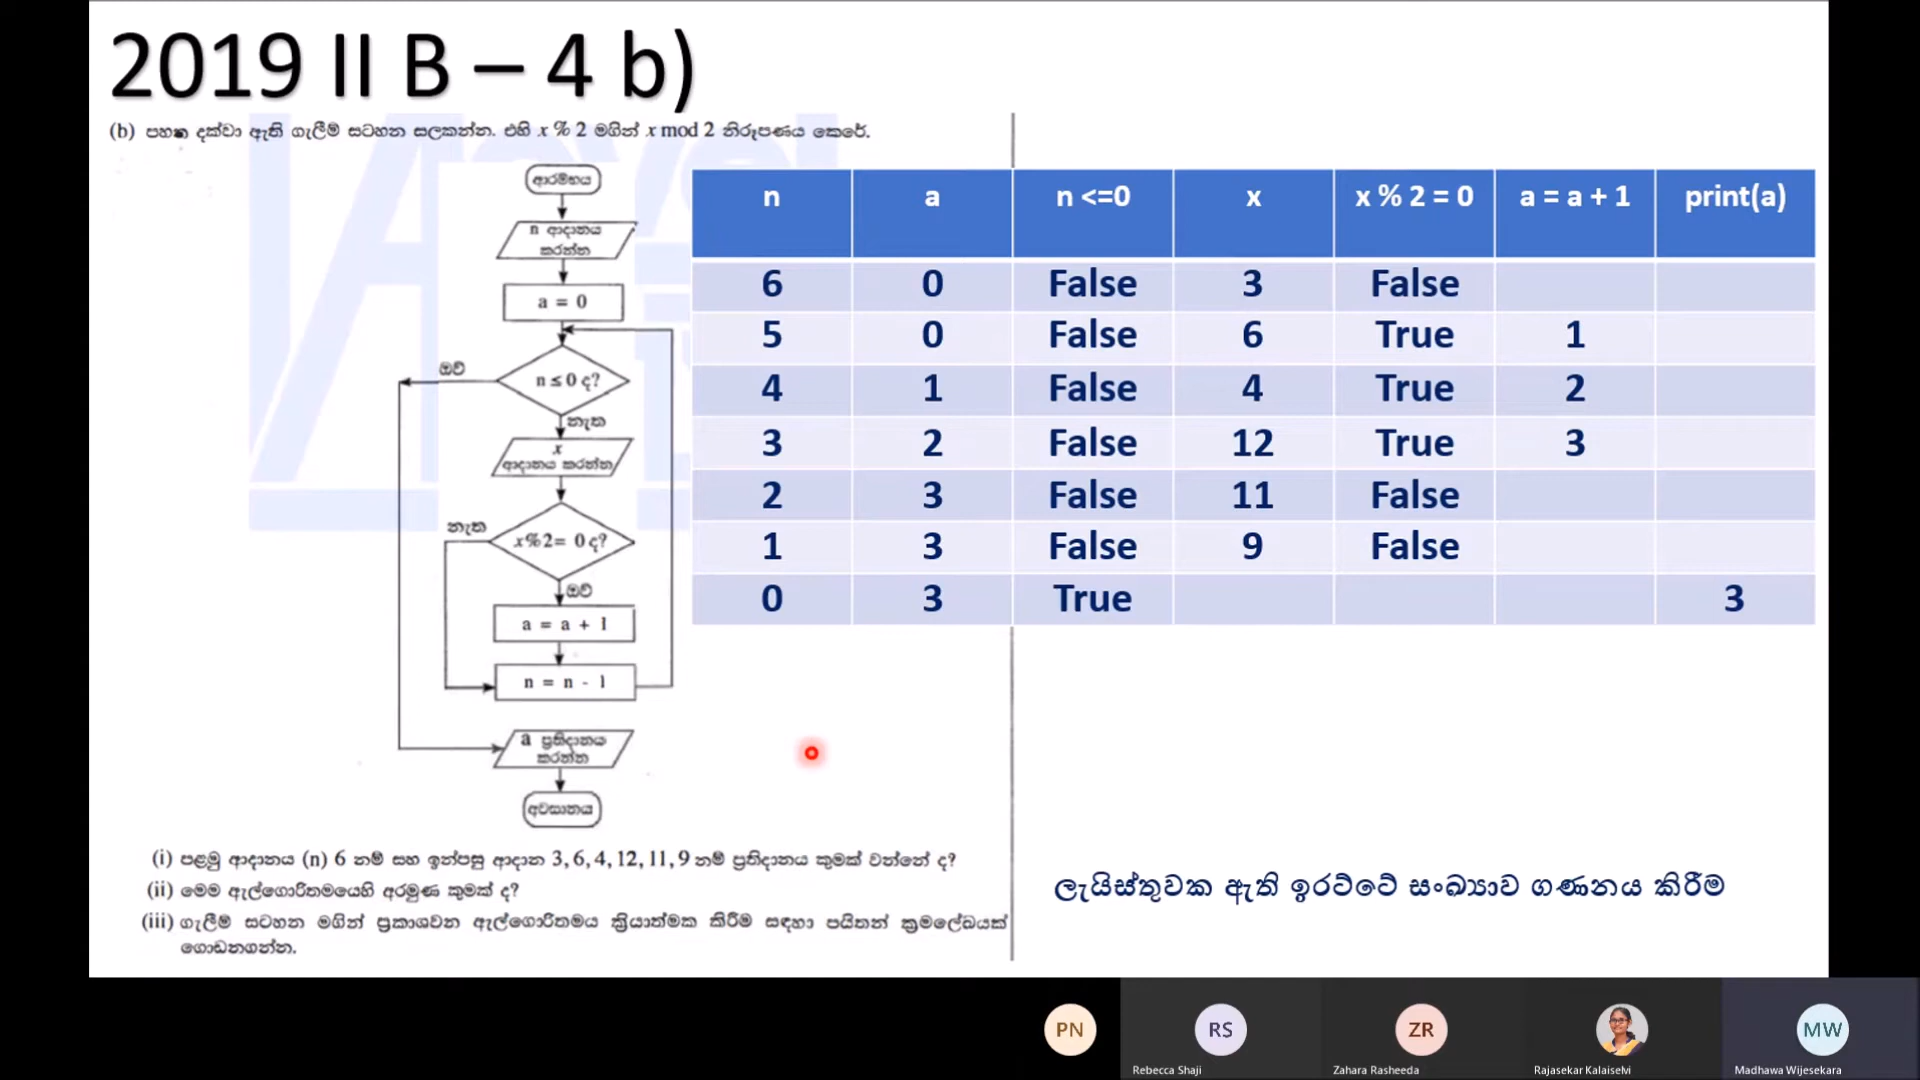 2019 II B – 4 b)
(b) පහත දක්වා ඇති ගැලීම් සටහන සලකන්න. එහි x % 2 මගින් x mod 2 නිරූපණය කෙරේ.
ආරම්භය
n ආදානය
කරන්න
a = 0
n ≤ 0 ද?
ඔව්
නැත
x
ආදානය කරන්න
x%2= 0 ද?
නැත
ඔව්
a = a + 1
n = n - 1
a ප්‍රතිදානය
කරන්න
අවසානය
n a n <=0 x x % 2 = 0 a = a + 1 print(a)
6 0 False 3 False
5 0 False 6 True 1
4 1 False 4 True 2
3 2 False 12 True 3
2 3 False 11 False
1 3 False 9 False
0 3 True 3
(i) පළමු ආදානය (n) 6 නම් සහ ඉන්පසු ආදාන 3, 6, 4, 12, 11, 9 නම් ප්‍රතිදානය කුමක් වන්නේ ද?
(ii) මෙම ඇල්ගොරිතමයෙහි අරමුණ කුමක් ද?
(iii) ගැලීම් සටහන මගින් ප්‍රකාශවන ඇල්ගොරිතමය ක්‍රියාත්මක කිරීම සඳහා පයිතන් ක්‍රමලේඛයක්
ගොඩනගන්න.
ලැයිස්තුවක ඇති ඉරට්ටේ සංඛ්‍යාව ගණනය කිරීම
PN
RS
ZR
MW
Rebecca Shaji
Zahara Rasheeda
Rajasekar Kalaiselvi
Madhawa Wijesekara